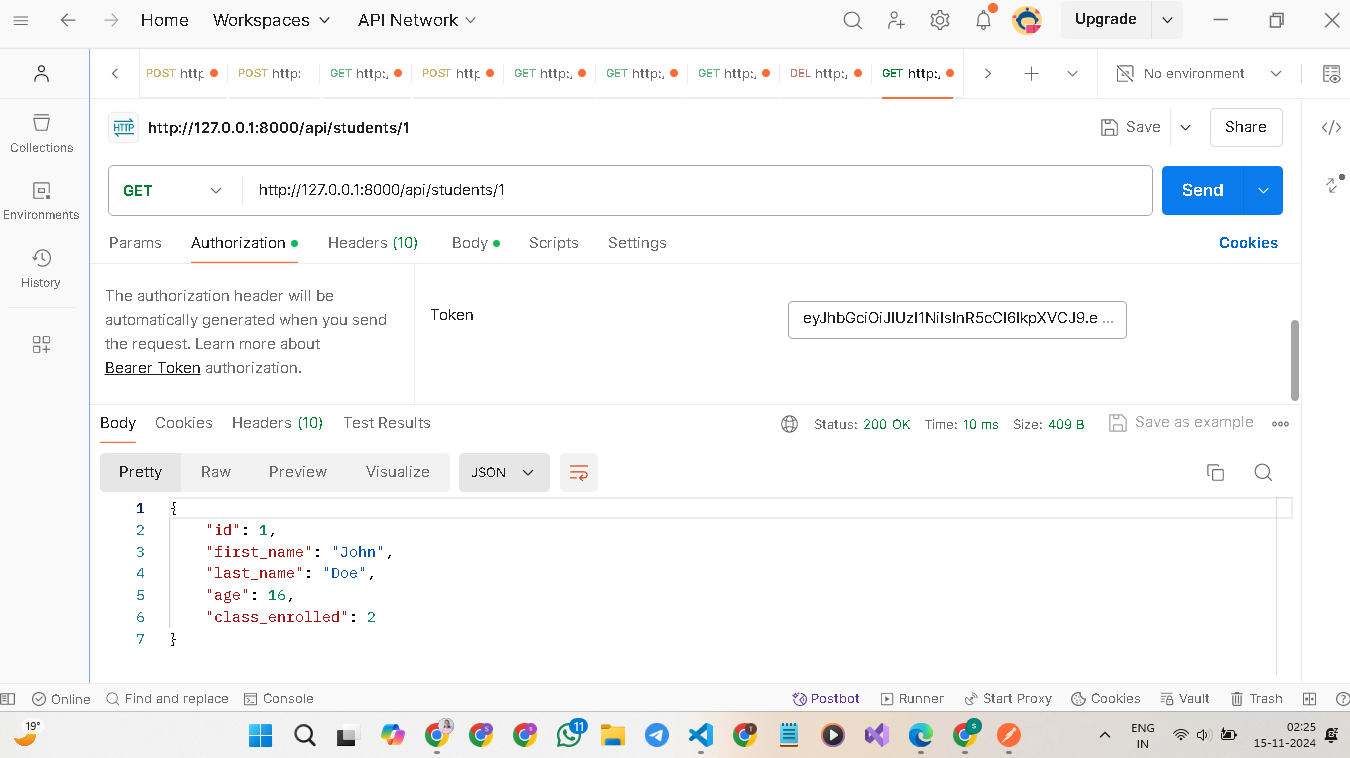 Home Workspaces API Network Upgrade
POST http POST http: GET http:, POST http GET http:, GET http:, GET http:, DEL http:, GET http:, No environment
HTTP http://127.0.0.1:8000/api/students/1 Save Share
GET http://127.0.0.1:8000/api/students/1 Send
Params Authorization Headers (10) Body Scripts Settings Cookies
Collections
Environments
History
The authorization header will be
automatically generated when you send
the request. Learn more about
Bearer Token authorization.
Token eyJhbGciOiJIUzI1NiIsInR5cCI6IkpXVCJ9.e ...
Body Cookies Headers (10) Test Results Status: 200 OK Time: 10 ms Size: 409 B Save as example
Pretty Raw Preview Visualize JSON
1 {
2 "id": 1,
3 "first_name": "John",
4 "last_name": "Doe",
5 "age": 16,
6 "class_enrolled": 2
7 }
Online Find and replace Console Postbot Runner Start Proxy Cookies Vault Trash
19° 11 ENG 02:25
IN 15-11-2024